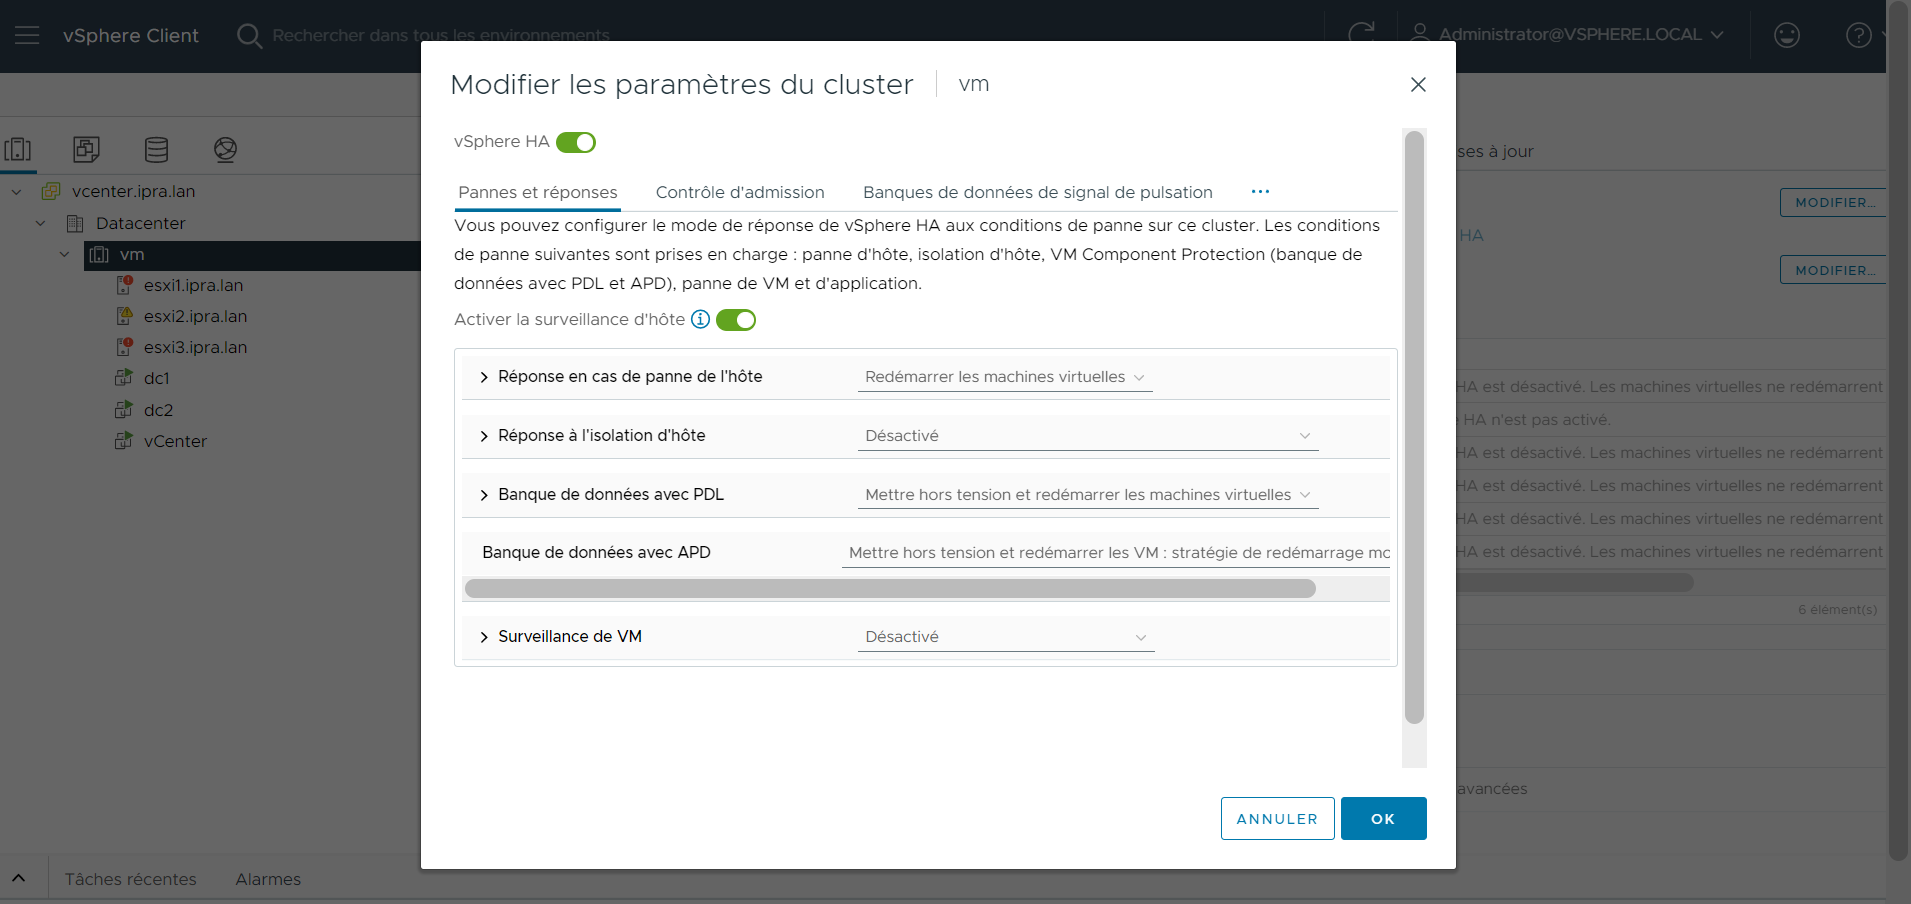 vSphere Client
Rechercher dans tous les environnements
Administrator@VSPHERE.LOCAL
Modifier les paramètres du cluster
vm
vSphere HA
Pannes et réponses
Contrôle d'admission
Banques de données de signal de pulsation
...
Vous pouvez configurer le mode de réponse de vSphere HA aux conditions de panne sur ce cluster. Les conditions
de panne suivantes sont prises en charge : panne d'hôte, isolation d'hôte, VM Component Protection (banque de
données avec PDL et APD), panne de VM et d'application.
Activer la surveillance d'hôte
Réponse en cas de panne de l'hôte
Redémarrer les machines virtuelles
Réponse à l'isolation d'hôte
Désactivé
Banque de données avec PDL
Mettre hors tension et redémarrer les machines virtuelles
Banque de données avec APD
Mettre hors tension et redémarrer les VM : stratégie de redémarrage mo
Surveillance de VM
Désactivé
ANNULER
OK
vcenter.ipra.lan
Datacenter
vm
esxi1.ipra.lan
esxi2.ipra.lan
esxi3.ipra.lan
dc1
dc2
vCenter
ses à jour
MODIFIER...
HA
MODIFIER...
HA est désactivé. Les machines virtuelles ne redémarrent
HA n'est pas activé.
HA est désactivé. Les machines virtuelles ne redémarrent
HA est désactivé. Les machines virtuelles ne redémarrent
HA est désactivé. Les machines virtuelles ne redémarrent
HA est désactivé. Les machines virtuelles ne redémarrent
6 élément(s)
avancées
Tâches récentes
Alarmes